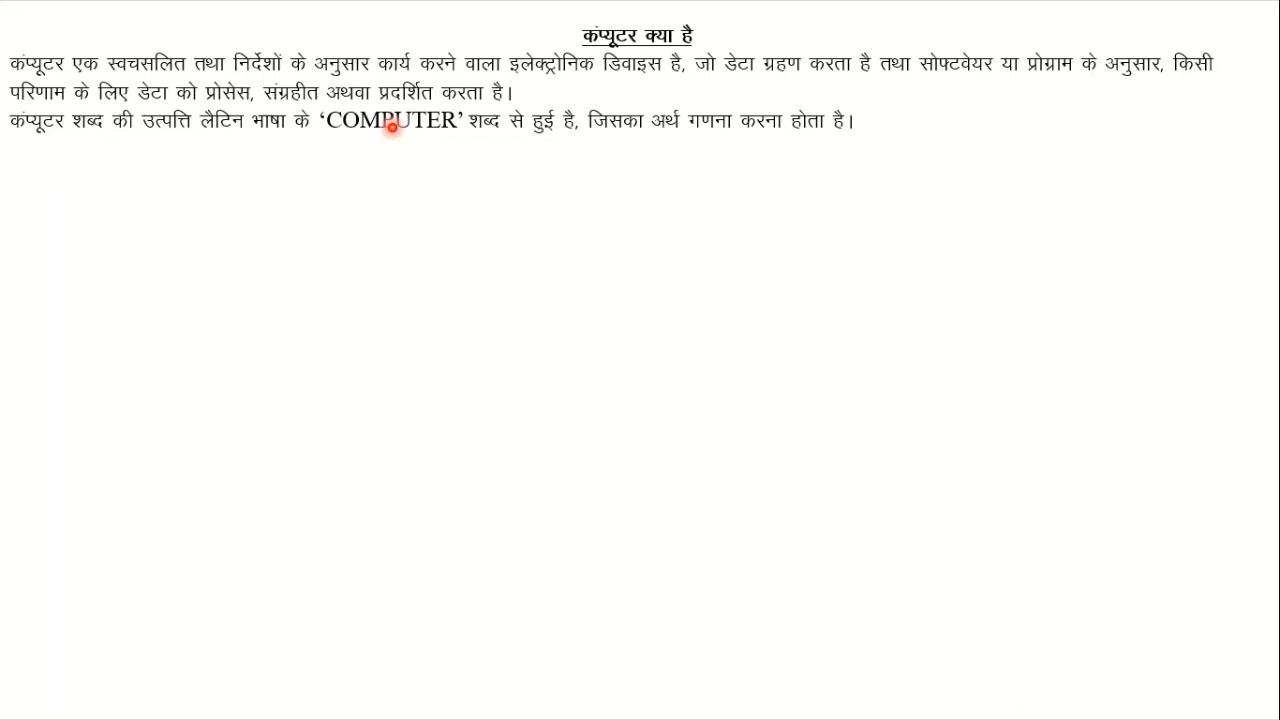 कंप्यूटर क्या है
कंप्यूटर एक स्वचसलित तथा निर्देशों के अनुसार कार्य करने वाला इलेक्ट्रोनिक डिवाइस है, जो डेटा ग्रहण करता है तथा सोफ्टवेयर या प्रोग्राम के अनुसार, किसी
परिणाम के लिए डेटा को प्रोसेस, संग्रहीत अथवा प्रदर्शित करता है।
कंप्यूटर शब्द की उत्पत्ति लैटिन भाषा के ‘COMPUTER’ शब्द से हुई है, जिसका अर्थ गणना करना होता है।